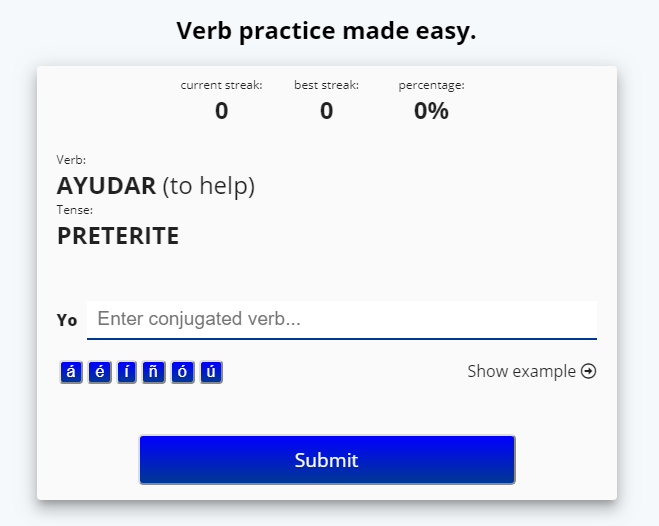 Verb practice made easy.
current streak: best streak: percentage:
0 0 0%
Verb:
AYUDAR (to help)
Tense:
PRETERITE
Yo Enter conjugated verb...
á é í ñ ó ú Show example
Submit